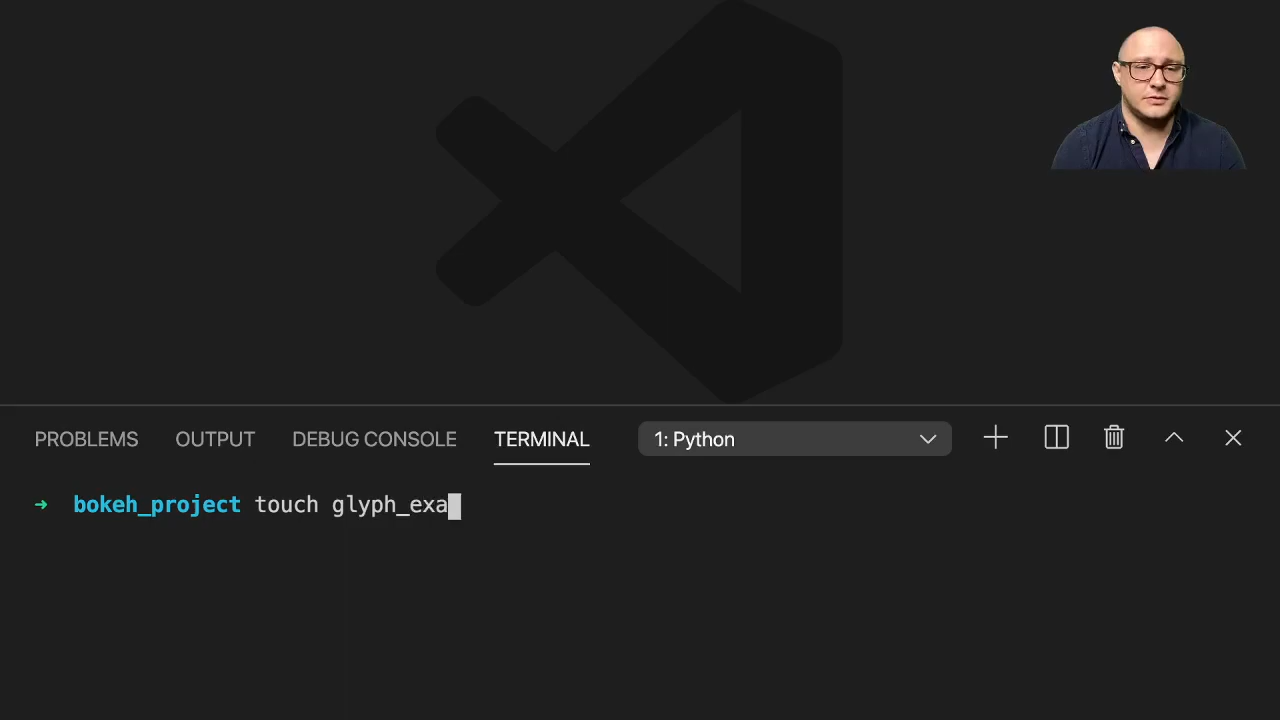 PROBLEMS OUTPUT DEBUG CONSOLE TERMINAL 1: Python
→ bokeh_project touch glyph_exa